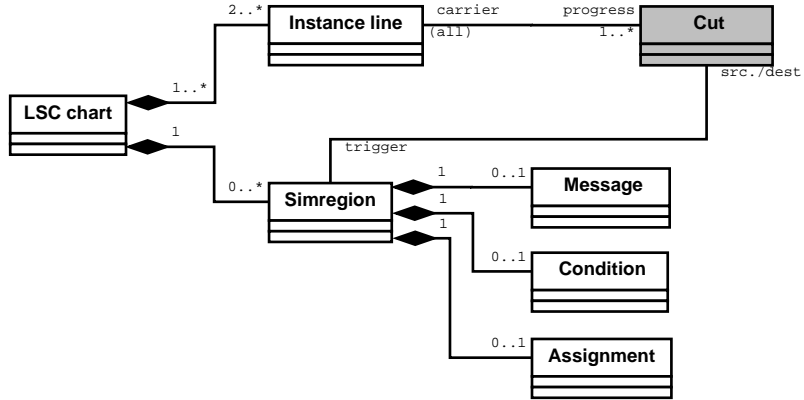 2..*
Instance line
carrier
(all)
progress
1..*
Cut
src./dest
LSC chart
1..*
1
trigger
0..*
Simregion
1
0..1
Message
1
0..1
Condition
1
0..1
Assignment